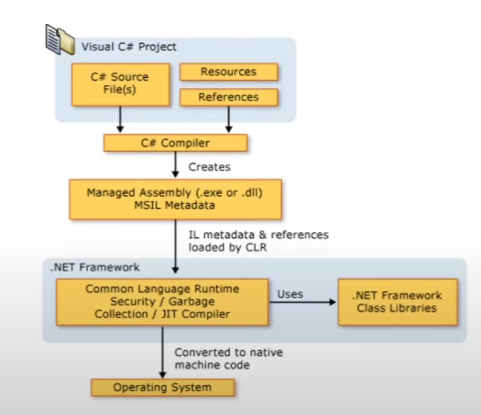 Visual C# Project
C# Source
File(s)
Resources
References
C# Compiler
Creates
Managed Assembly (.exe or .dll)
MSIL Metadata
IL metadata & references
loaded by CLR
.NET Framework
Common Language Runtime
Security / Garbage
Collection / JIT Compiler
Uses
.NET Framework
Class Libraries
Converted to native
machine code
Operating System